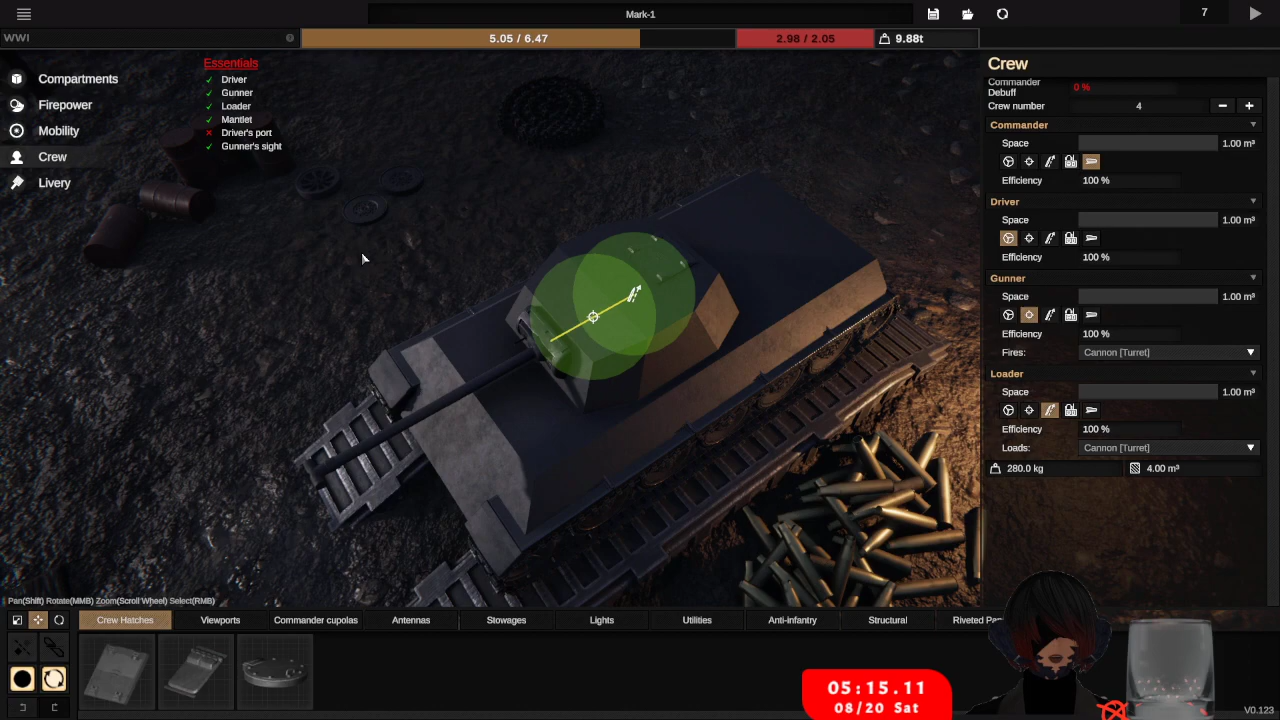 Mark-1
7
WWI
5.05 / 6.47
2.98 / 2.05
9.88t
Compartments
Firepower
Mobility
Crew
Livery
Essentials
Driver
Gunner
Loader
Mantlet
Driver's port
Gunner's sight
Crew
Commander Debuff
0 %
Crew number
4
Commander
Space
1.00 m³
Efficiency
100 %
Driver
Space
1.00 m³
Efficiency
100 %
Gunner
Space
1.00 m³
Efficiency
100 %
Fires:
Cannon [Turret]
Loader
Space
1.00 m³
Efficiency
100 %
Loads:
Cannon [Turret]
280.0 kg
4.00 m³
Pan(Shift) Rotate(MMB) Zoom(Scroll Wheel) Select(RMB)
Crew Hatches
Viewports
Commander cupolas
Antennas
Stowages
Lights
Utilities
Anti-infantry
Structural
Riveted
05:15.11
08/20 Sat
V0.123